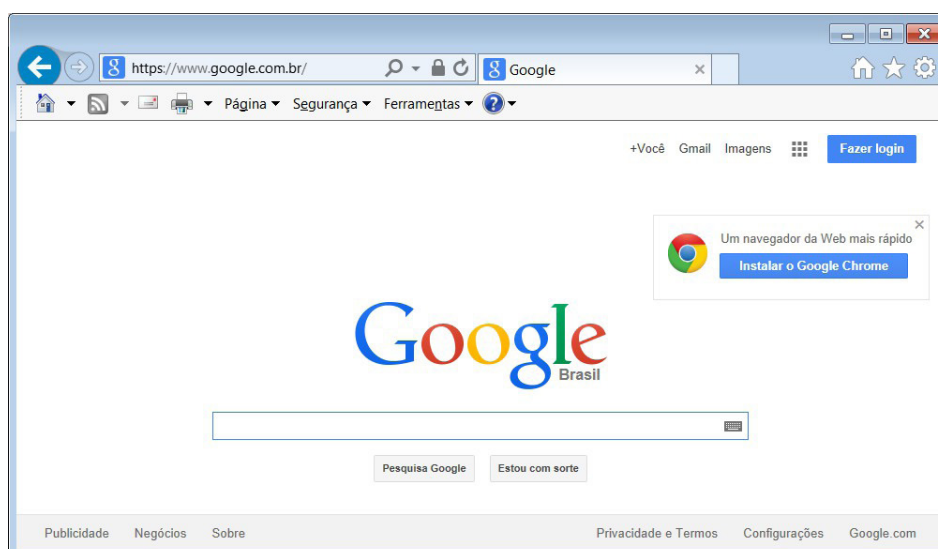 https://www.google.com.br/
Google
Página Segurança Ferramentas
+Você Gmail Imagens Fazer login
Um navegador da Web mais rápido
Instalar o Google Chrome
Google
Brasil
Pesquisa Google Estou com sorte
Publicidade Negócios Sobre Privacidade e Termos Configurações Google.com